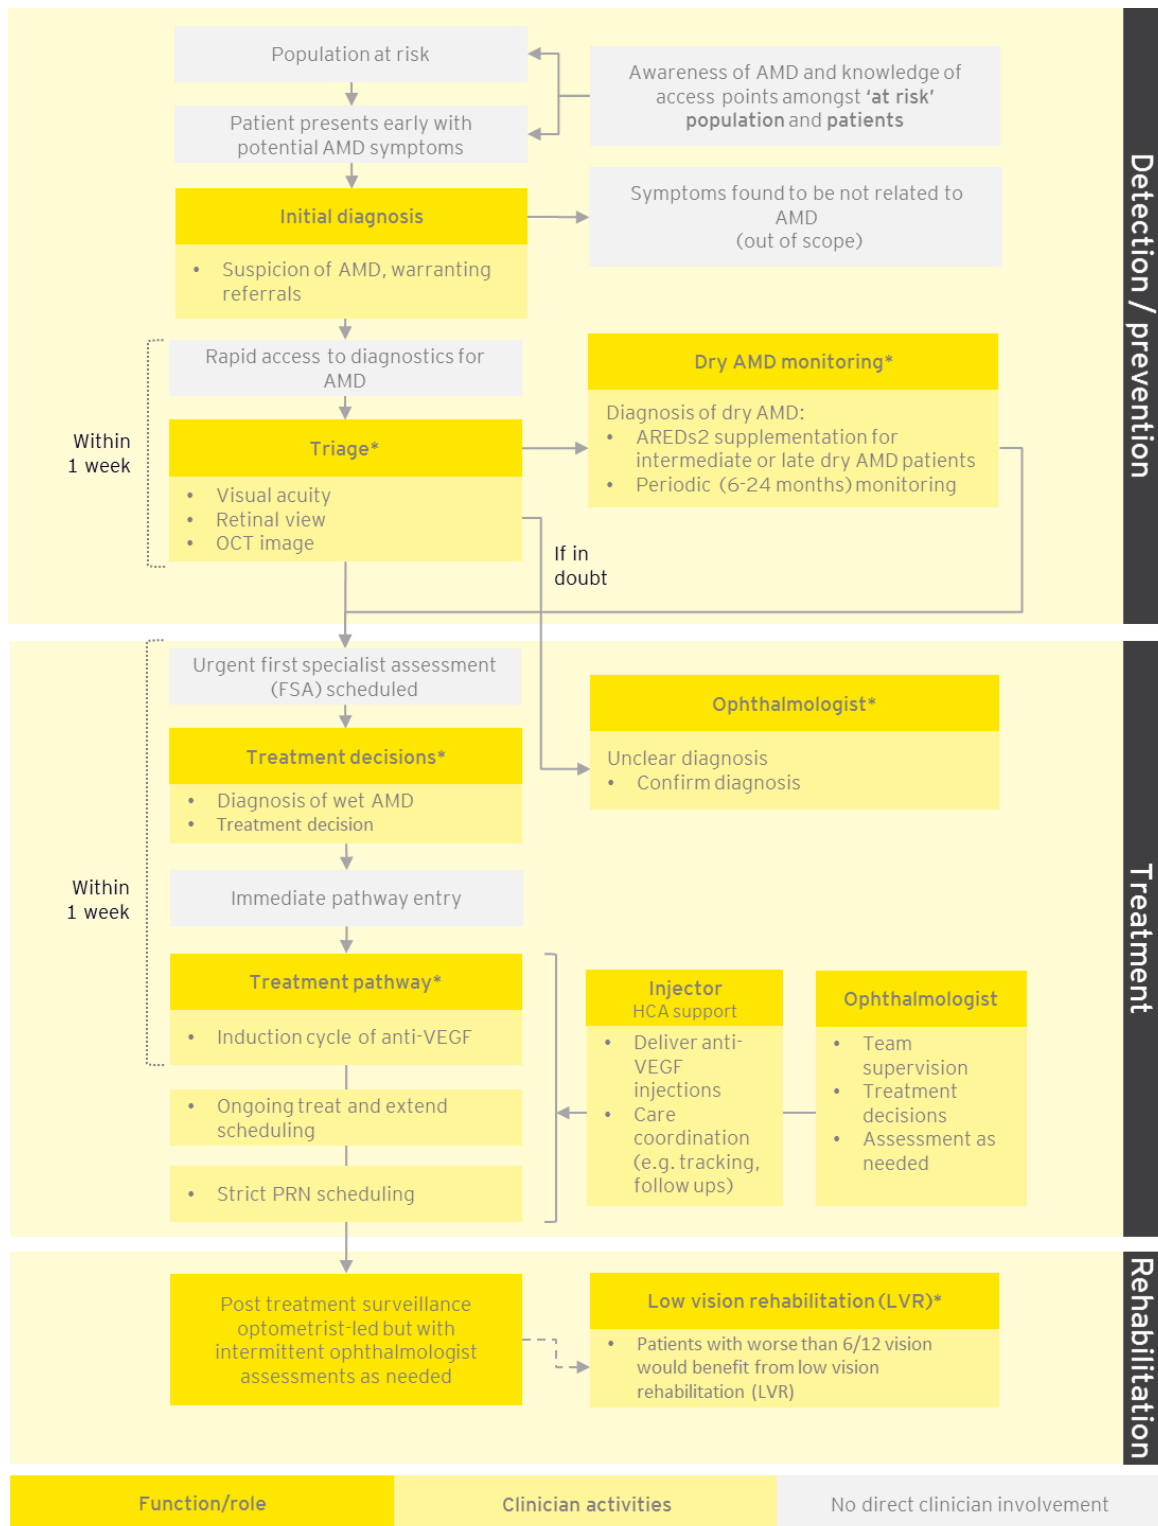 Population at risk
Awareness of AMD and knowledge of
access points amongst ‘at risk’
population and patients
Patient presents early with
potential AMD symptoms
Initial diagnosis
• Suspicion of AMD, warranting
referrals
Symptoms found to be not related to
AMD
(out of scope)
Detection / prevention
Within
1 week
Rapid access to diagnostics for
AMD
Triage*
• Visual acuity
• Retinal view
• OCT image
Dry AMD monitoring*
Diagnosis of dry AMD:
• AREDs2 supplementation for
intermediate or late dry AMD patients
• Periodic (6-24 months) monitoring
If in
doubt
Urgent first specialist assessment
(FSA) scheduled
Treatment decisions*
• Diagnosis of wet AMD
• Treatment decision
Ophthalmologist*
Unclear diagnosis
• Confirm diagnosis
Treatment
Within
1 week
Immediate pathway entry
Treatment pathway*
• Induction cycle of anti-VEGF
• Ongoing treat and extend
scheduling
• Strict PRN scheduling
Injector
HCA support
• Deliver anti-
VEGF
injections
• Care
coordination
(e.g. tracking,
follow ups)
Ophthalmologist
• Team
supervision
• Treatment
decisions
• Assessment as
needed
Post treatment surveillance
optometrist-led but with
intermittent ophthalmologist
assessments as needed
Low vision rehabilitation (LVR)*
• Patients with worse than 6/12 vision
would benefit from low vision
rehabilitation (LVR)
Rehabilitation
Function/role
Clinician activities
No direct clinician involvement